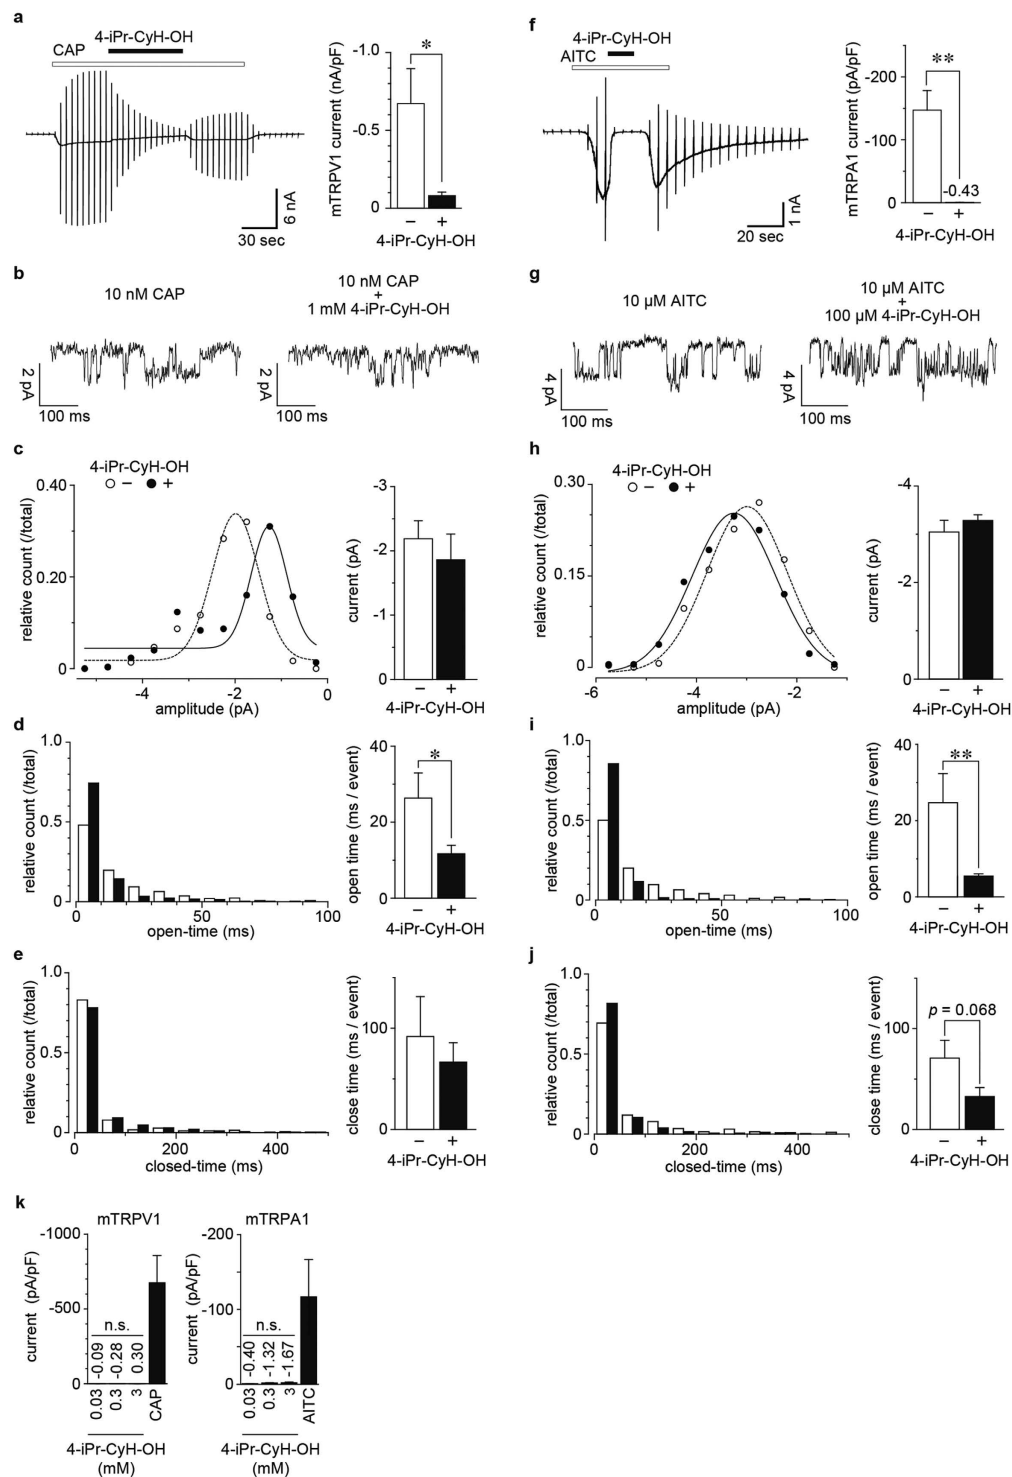 a
4-iPr-CyH-OH
CAP
6 nA
30 sec
mTRPV1 current (nA/pF)
-1.0
-0.5
0
*
− +
4-iPr-CyH-OH
f
4-iPr-CyH-OH
AITC
1 nA
20 sec
mTRPA1 current (pA/pF)
-200
-100
0
**
-0.43
− +
4-iPr-CyH-OH
b
10 nM CAP
10 nM CAP
+
1 mM 4-iPr-CyH-OH
2 pA
100 ms
2 pA
100 ms
g
10 µM AITC
10 µM AITC
+
100 µM 4-iPr-CyH-OH
4 pA
100 ms
4 pA
100 ms
c
4-iPr-CyH-OH
− +
relative count (/total)
0.40
0.20
0
-4 -2 0
amplitude (pA)
current (pA)
-3
-2
-1
0
− +
4-iPr-CyH-OH
h
4-iPr-CyH-OH
− +
relative count (/total)
0.30
0.15
0
-6 -4 -2
amplitude (pA)
current (pA)
-4
-2
0
− +
4-iPr-CyH-OH
d
relative count (/total)
1.0
0.5
0
50 100
open-time (ms)
open time (ms / event)
40
20
0
*
− +
4-iPr-CyH-OH
i
relative count (/total)
1.0
0.5
0
0 50 100
open-time (ms)
open time (ms / event)
40
20
0
**
− +
4-iPr-CyH-OH
e
relative count (/total)
1.0
0.5
0
0 200 400
closed-time (ms)
close time (ms / event)
100
0
− +
4-iPr-CyH-OH
j
relative count (/total)
1.0
0.5
0
0 200 400
closed-time (ms)
close time (ms / event)
100
0
p = 0.068
− +
4-iPr-CyH-OH
k
mTRPV1
current (pA/pF)
-1000
-500
0
n.s.
-0.09 -0.28 0.30
0.03 0.3 3 CAP
4-iPr-CyH-OH
(mM)
mTRPA1
current (pA/pF)
-200
-100
0
n.s.
-0.40 -1.32 -1.67
0.03 0.3 3 AITC
4-iPr-CyH-OH
(mM)